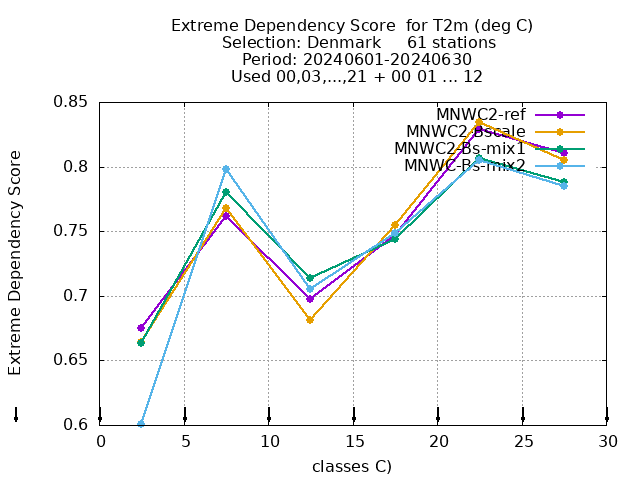 Extreme Dependency Score  for T2m (deg C)
Selection: Denmark     61 stations
Period: 20240601-20240630
Used 00,03,...,21 + 00 01 ... 12
MNWC2-ref
MNWC2-Bscale
MNWC2-Bs-mix1
MNWC-Bs-mix2
Extreme Dependency Score
0.85
0.8
0.75
0.7
0.65
0.6
0 5 10 15 20 25 30
classes C)